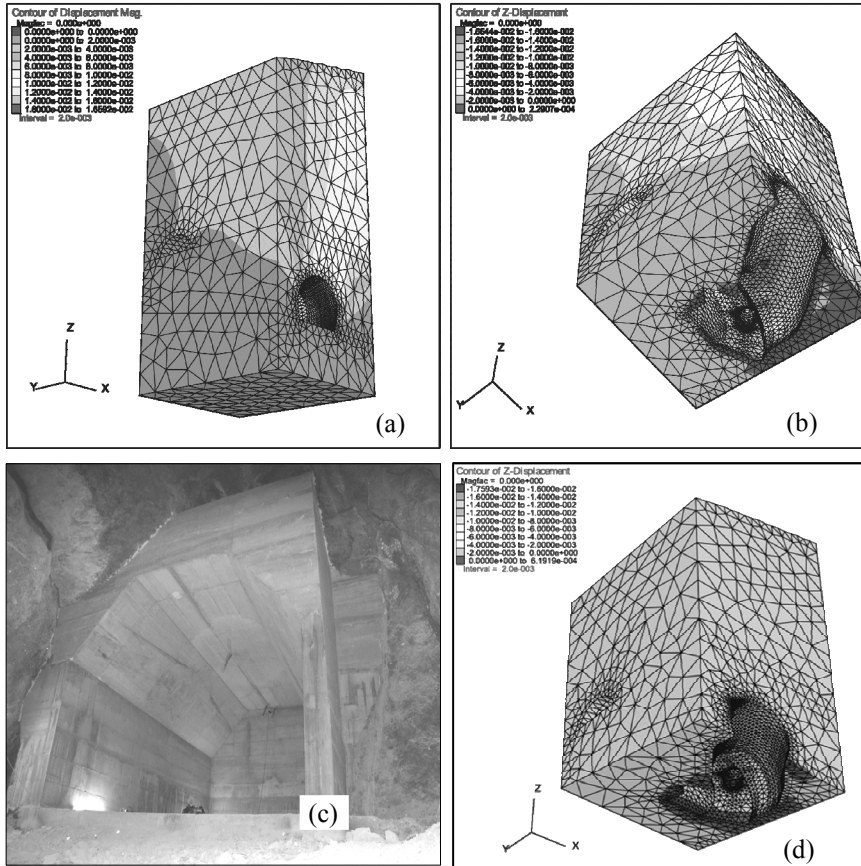 Contour of Displacement Mag.
Magfac = 0.000e+000
0.0000e+000 to 0.0000e+000
0.0000e+000 to 2.0000e-003
2.0000e-003 to 4.0000e-003
4.0000e-003 to 6.0000e-003
6.0000e-003 to 8.0000e-003
8.0000e-003 to 1.0000e-002
1.0000e-002 to 1.2000e-002
1.2000e-002 to 1.4000e-002
1.4000e-002 to 1.6000e-002
Interval = 2.0e-003
Z
Y
X
(a)
Contour of Z-Displacement
Magfac = 0.000e+000
-1.6000e-002 to -1.4000e-002
-1.4000e-002 to -1.2000e-002
-1.2000e-002 to -1.0000e-002
-1.0000e-002 to -8.0000e-003
-8.0000e-003 to -6.0000e-003
-6.0000e-003 to -4.0000e-003
-4.0000e-003 to -2.0000e-003
-2.0000e-003 to 0.0000e+000
0.0000e+000 to 2.2907e-004
Interval = 2.0e-003
Z
Y
X
(b)
(c)
Contour of Z-Displacement
Magfac = 0.000e+000
-1.7593e-002 to -1.6000e-002
-1.6000e-002 to -1.4000e-002
-1.4000e-002 to -1.2000e-002
-1.2000e-002 to -1.0000e-002
-1.0000e-002 to -8.0000e-003
-8.0000e-003 to -6.0000e-003
-6.0000e-003 to -4.0000e-003
-4.0000e-003 to -2.0000e-003
-2.0000e-003 to 0.0000e+000
0.0000e+000 to 6.1919e-004
Interval = 2.0e-003
Z
Y
X
(d)